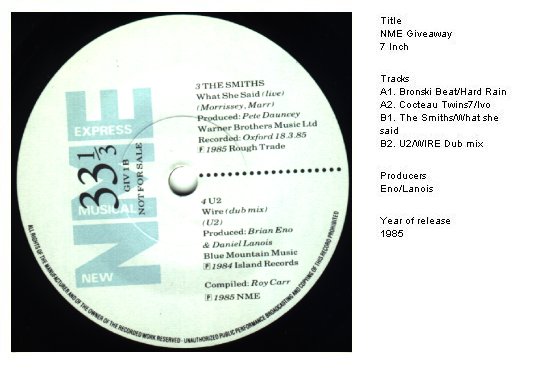 3 THE SMITHS
What She Said (live)
(Morrissey, Marr)
Produced: Pete Dauncey
Warner Brothers Music Ltd
Recorded: Oxford 18.3.85
Ⓟ 1985 Rough Trade
4 U2
Wire (dub mix)
(U2)
Produced: Brian Eno
& Daniel Lanois
Blue Mountain Music
Ⓟ 1984 Island Records
Compiled: Roy Carr
Ⓟ 1985 NME
NME
NEW
MUSICAL
EXPRESS
33 1/3
GIV 1 B
NOT FOR SALE
ALL RIGHTS OF THE MANUFACTURER AND OF THE OWNER OF THE RECORDED WORK RESERVED · UNAUTHORIZED PUBLIC PERFORMANCE BROADCASTING AND COPYING OF THIS RECORD PROHIBITED
Title
NME Giveaway
7 Inch
Tracks
A1. Bronski Beat/Hard Rain
A2. Cocteau Twins7/Ivo
B1. The Smiths/What she
said
B2. U2/WIRE Dub mix
Producers
Eno/Lanois
Year of release
1985